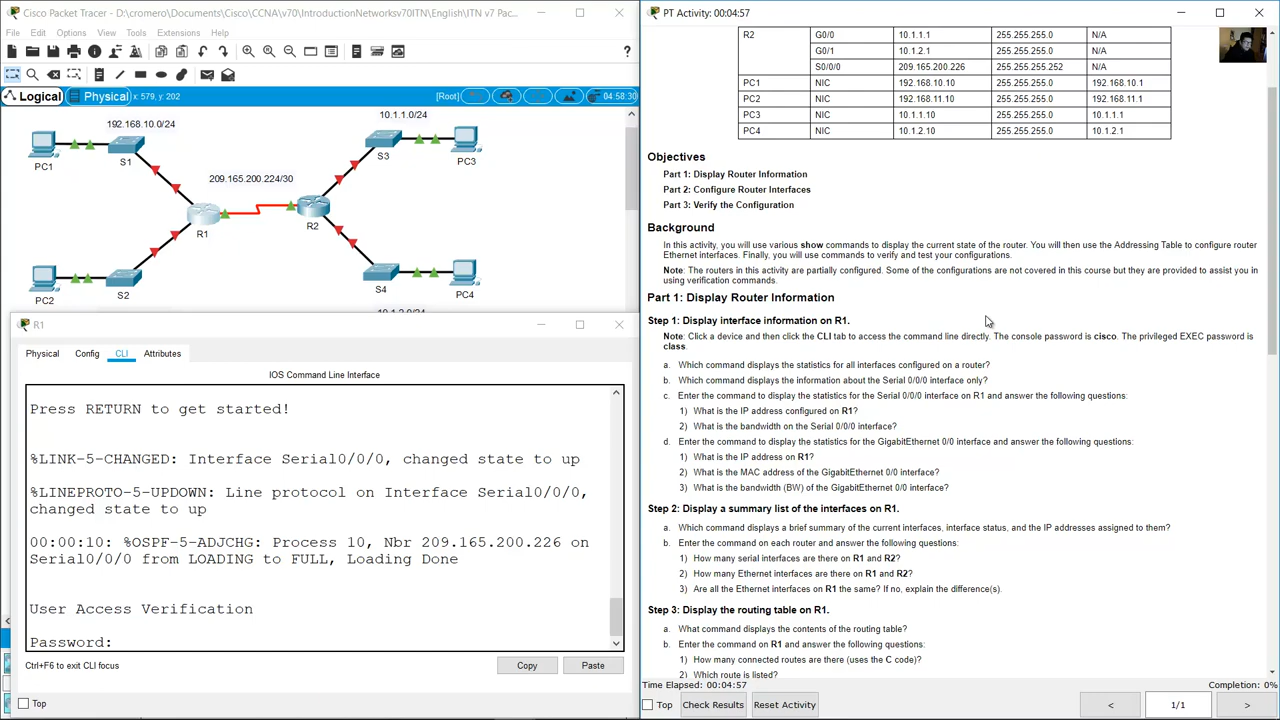 Cisco Packet Tracer - C:\Users\cromero\Documents\Cisco\CCNA\v70\IntroductionNetworksv70ITN\English\ITN v7 Pac...
File Edit Options View Tools Extensions Help
?
Logical Physical x: 579, y: 202 [Root] 04:58:30
192.168.10.0/24
10.1.1.0/24
PC1
S1
S3
PC3
209.165.200.224/30
R1
R2
PC2
S2
S4
PC4
R1
Physical Config CLI Attributes
IOS Command Line Interface
Press RETURN to get started!
%LINK-5-CHANGED: Interface Serial0/0/0, changed state to up
%LINEPROTO-5-UPDOWN: Line protocol on Interface Serial0/0/0,
changed state to up
00:00:10: %OSPF-5-ADJCHG: Process 10, Nbr 209.165.200.226 on
Serial0/0/0 from LOADING to FULL, Loading Done
User Access Verification
Password:
Ctrl+F6 to exit CLI focus
Copy Paste
Top
PT Activity: 00:04:57
R2 G0/0 10.1.1.1 255.255.255.0 N/A
G0/1 10.1.2.1 255.255.255.0 N/A
S0/0/0 209.165.200.226 255.255.255.252 N/A
PC1 NIC 192.168.10.10 255.255.255.0 192.168.10.1
PC2 NIC 192.168.11.10 255.255.255.0 192.168.11.1
PC3 NIC 10.1.1.10 255.255.255.0 10.1.1.1
PC4 NIC 10.1.2.10 255.255.255.0 10.1.2.1
Objectives
Part 1: Display Router Information
Part 2: Configure Router Interfaces
Part 3: Verify the Configuration
Background
In this activity, you will use various show commands to display the current state of the router. You will then use the Addressing Table to configure router
Ethernet interfaces. Finally, you will use commands to verify and test your configurations.
Note: The routers in this activity are partially configured. Some of the configurations are not covered in this course but they are provided to assist you in
using verification commands.
Part 1: Display Router Information
Step 1: Display interface information on R1.
Note: Click a device and then click the CLI tab to access the command line directly. The console password is cisco. The privileged EXEC password is
class.
a. Which command displays the statistics for all interfaces configured on a router?
b. Which command displays the information about the Serial 0/0/0 interface only?
c. Enter the command to display the statistics for the Serial 0/0/0 interface on R1 and answer the following questions:
1) What is the IP address configured on R1?
2) What is the bandwidth on the Serial 0/0/0 interface?
d. Enter the command to display the statistics for the GigabitEthernet 0/0 interface and answer the following questions:
1) What is the IP address on R1?
2) What is the MAC address of the GigabitEthernet 0/0 interface?
3) What is the bandwidth (BW) of the GigabitEthernet 0/0 interface?
Step 2: Display a summary list of the interfaces on R1.
a. Which command displays a brief summary of the current interfaces, interface status, and the IP addresses assigned to them?
b. Enter the command on each router and answer the following questions:
1) How many serial interfaces are there on R1 and R2?
2) How many Ethernet interfaces are there on R1 and R2?
3) Are all the Ethernet interfaces on R1 the same? If no, explain the difference(s).
Step 3: Display the routing table on R1.
a. What command displays the contents of the routing table?
b. Enter the command on R1 and answer the following questions:
1) How many connected routes are there (uses the C code)?
2) Which route is listed?
Time Elapsed: 00:04:57 Completion: 0%
Top Check Results Reset Activity < 1/1 >